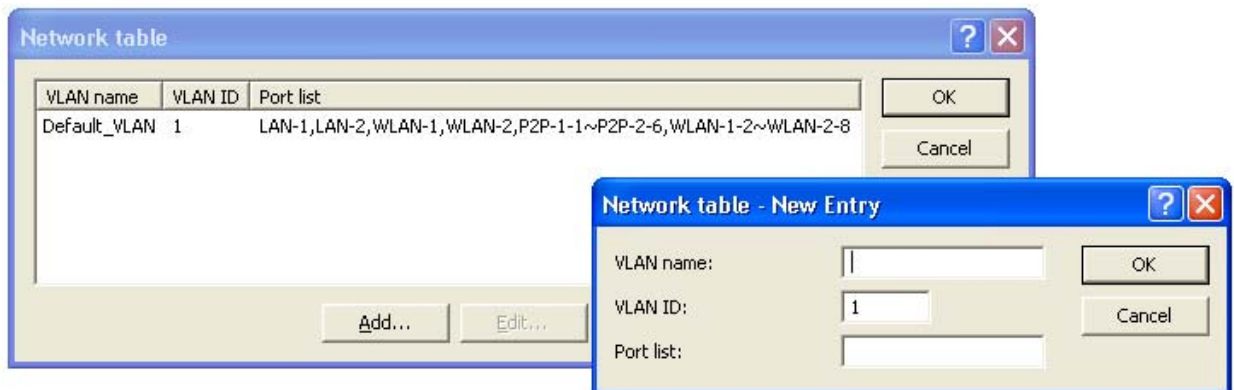 Network table
VLAN name VLAN ID Port list
Default_VLAN 1 LAN-1,LAN-2,WLAN-1,WLAN-2,P2P-1-1~P2P-2-6,WLAN-1-2~WLAN-2-8
OK
Cancel
Add... Edit...
Network table - New Entry
VLAN name:
VLAN ID: 1
Port list:
OK
Cancel